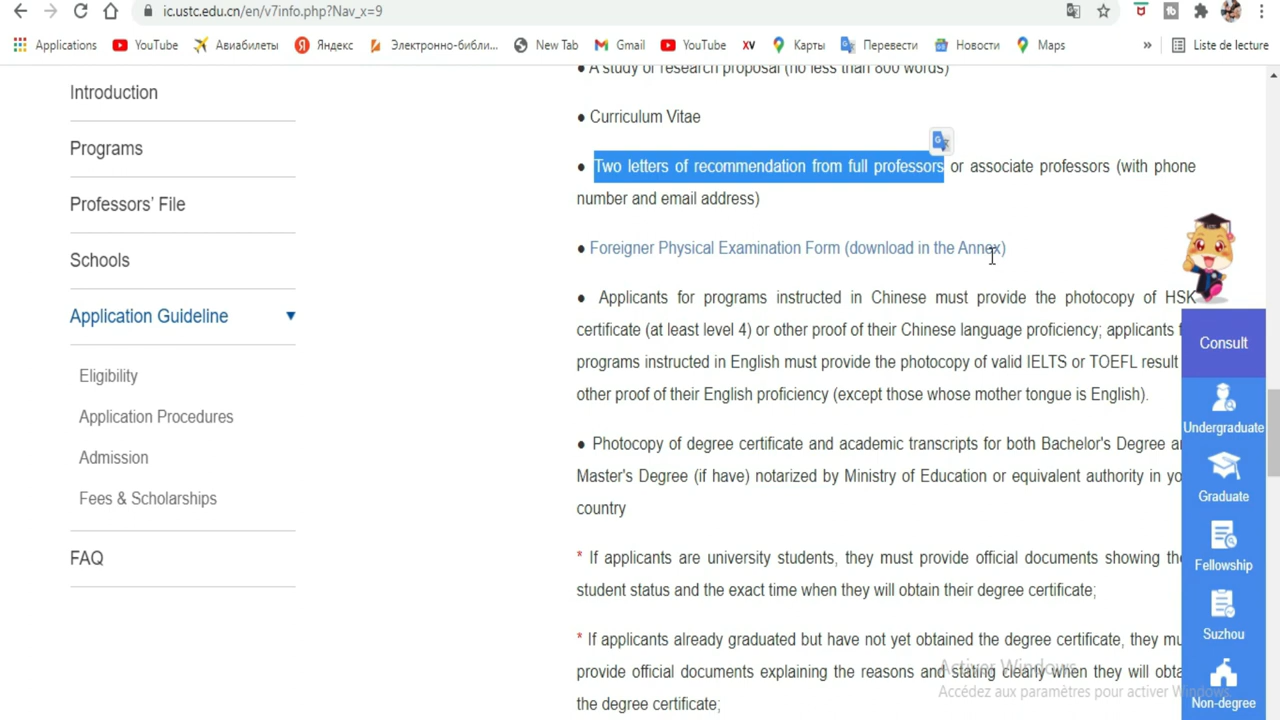 ic.ustc.edu.cn/en/v7info.php?Nav_x=9
Applications YouTube Авиабилеты Яндекс Электронно-библи... New Tab Gmail YouTube XV Карты Перевести Новости Maps » Liste de lecture
Introduction
Programs
Professors' File
Schools
Application Guideline
Eligibility
Application Procedures
Admission
Fees & Scholarships
FAQ
● A study or research proposal (no less than 800 words)
● Curriculum Vitae
● Two letters of recommendation from full professors or associate professors (with phone
number and email address)
● Foreigner Physical Examination Form (download in the Annex)
● Applicants for programs instructed in Chinese must provide the photocopy of HSK
certificate (at least level 4) or other proof of their Chinese language proficiency; applicants
programs instructed in English must provide the photocopy of valid IELTS or TOEFL result
other proof of their English proficiency (except those whose mother tongue is English).
● Photocopy of degree certificate and academic transcripts for both Bachelor's Degree
Master's Degree (if have) notarized by Ministry of Education or equivalent authority in
country
* If applicants are university students, they must provide official documents showing
student status and the exact time when they will obtain their degree certificate;
* If applicants already graduated but have not yet obtained the degree certificate, they
provide official documents explaining the reasons and stating clearly when they will
the degree certificate;
Consult
Undergraduate
Graduate
Fellowship
Suzhou
Non-degree
Activer Windows
Accédez aux paramètres pour activer Windows.